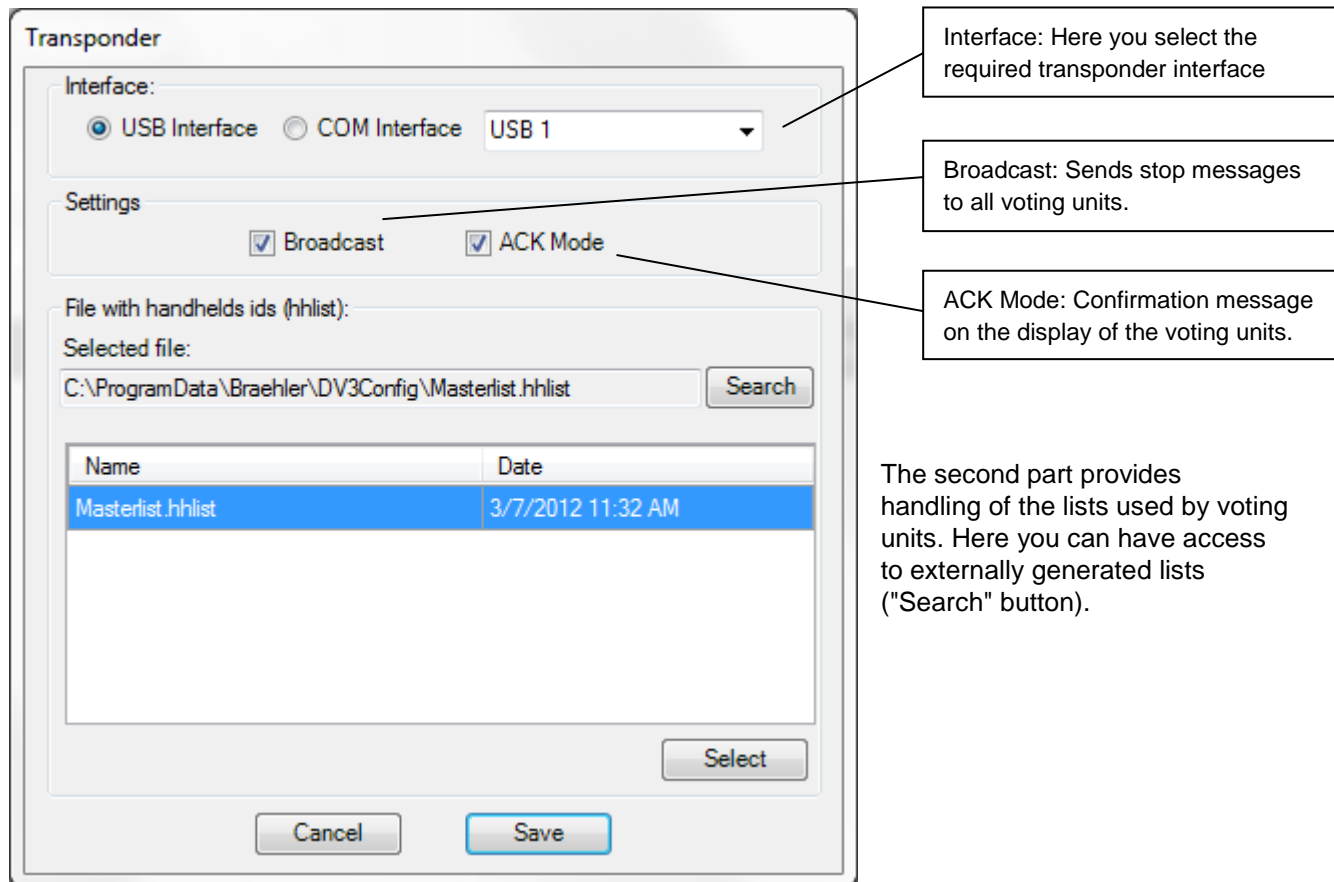 Transponder
Interface:
USB Interface COM Interface USB 1
Settings
Broadcast ACK Mode
File with handhelds ids (hhlist):
Selected file:
C:\ProgramData\Braehler\DV3Config\Masterlist.hhlist Search
Name Date
Masterlist.hhlist 3/7/2012 11:32 AM
Select
Cancel Save
Interface: Here you select the
required transponder interface
Broadcast: Sends stop messages
to all voting units.
ACK Mode: Confirmation message
on the display of the voting units.
The second part provides
handling of the lists used by voting
units. Here you can have access
to externally generated lists
("Search" button).